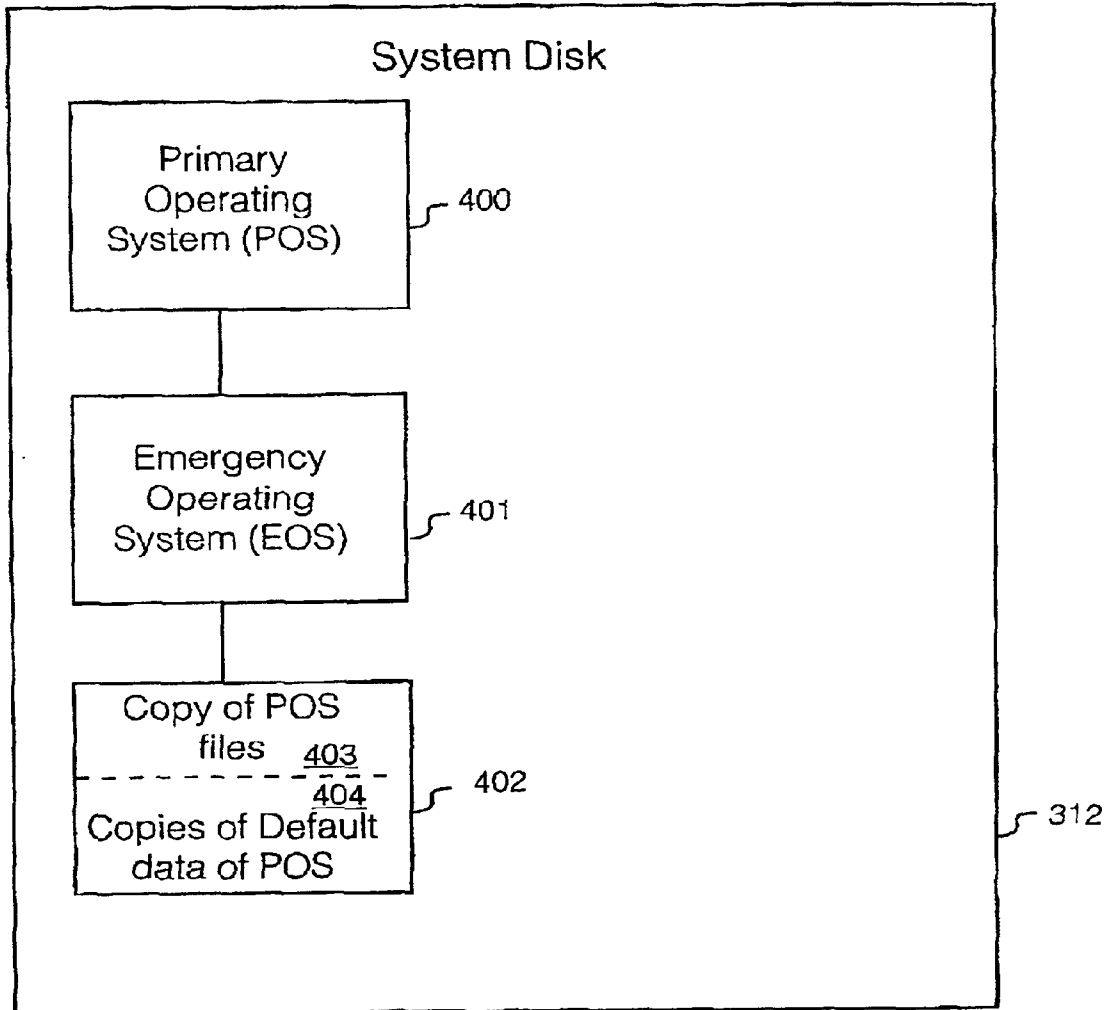 System Disk
Primary
Operating
System (POS)
400
Emergency
Operating
System (EOS)
401
Copy of POS
files 403
404
Copies of Default
data of POS
402
312